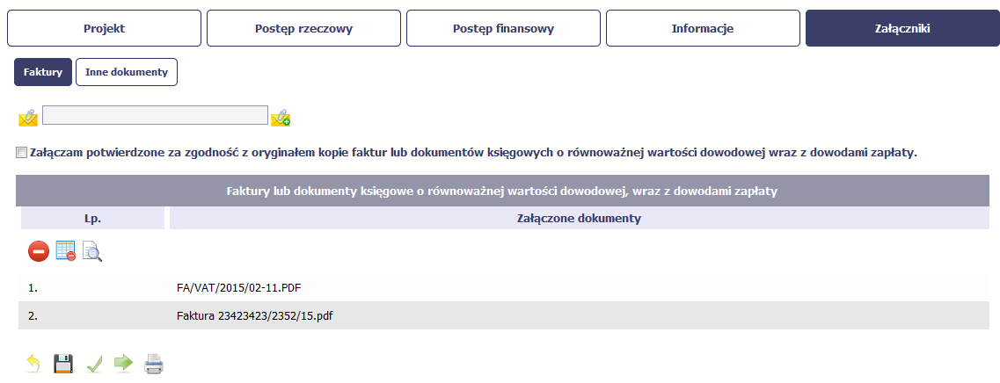 Projekt Postęp rzeczowy Postęp finansowy Informacje Załączniki
Faktury Inne dokumenty
Załączam potwierdzone za zgodność z oryginałem kopie faktur lub dokumentów księgowych o równoważnej wartości dowodowej wraz z dowodami zapłaty.
Faktury lub dokumenty księgowe o równoważnej wartości dowodowej, wraz z dowodami zapłaty
Lp. Załączone dokumenty
1. FA/VAT/2015/02-11.PDF
2. Faktura 23423423/2352/15.pdf